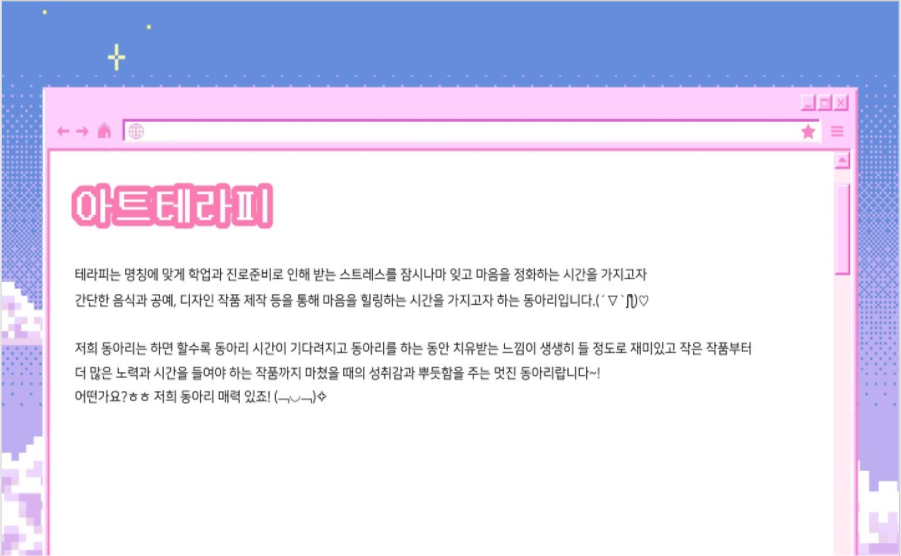 아트테라피
테라피는 명칭에 맞게 학업과 진로준비로 인해 받는 스트레스를 잠시나마 잊고 마음을 정화하는 시간을 가지고자
간단한 음식과 공예, 디자인 작품 제작 등을 통해 마음을 힐링하는 시간을 가지고자 하는 동아리입니다.(´▽`ʃƪ)♡
저희 동아리는 하면 할수록 동아리 시간이 기다려지고 동아리를 하는 동안 치유받는 느낌이 생생히 들 정도로 재미있고 작은 작품부터
더 많은 노력과 시간을 들여야 하는 작품까지 마쳤을 때의 성취감과 뿌듯함을 주는 멋진 동아리랍니다~!
어떤가요?ㅎㅎ 저희 동아리 매력 있죠! (￢◡￢)✧